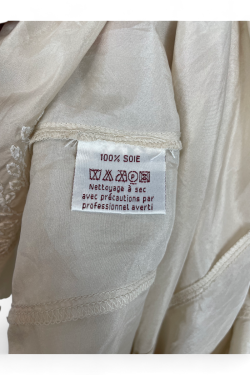 100% SOIE
Nettoyage à sec
avec précautions par
professionnel averti